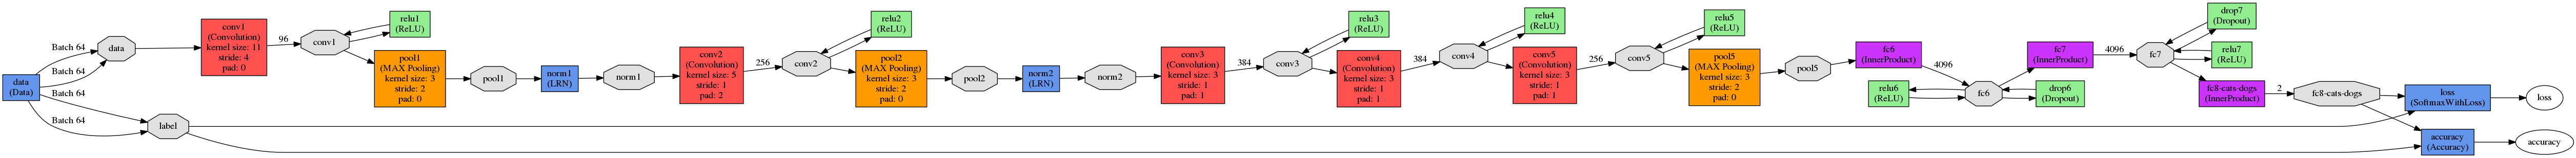 data
(Data)
Batch 64
Batch 64
Batch 64
Batch 64
data
label
conv1
(Convolution)
kernel size: 11
stride: 4
pad: 0
96
conv1
relu1
(ReLU)
pool1
(MAX Pooling)
kernel size: 3
stride: 2
pad: 0
pool1
norm1
(LRN)
norm1
conv2
(Convolution)
kernel size: 5
stride: 1
pad: 2
256
conv2
relu2
(ReLU)
pool2
(MAX Pooling)
kernel size: 3
stride: 2
pad: 0
pool2
norm2
(LRN)
norm2
conv3
(Convolution)
kernel size: 3
stride: 1
pad: 1
384
conv3
relu3
(ReLU)
conv4
(Convolution)
kernel size: 3
stride: 1
pad: 1
384
conv4
relu4
(ReLU)
conv5
(Convolution)
kernel size: 3
stride: 1
pad: 1
256
conv5
relu5
(ReLU)
pool5
(MAX Pooling)
kernel size: 3
stride: 2
pad: 0
pool5
fc6
(InnerProduct)
4096
relu6
(ReLU)
fc6
drop6
(Dropout)
fc7
(InnerProduct)
4096
fc7
drop7
(Dropout)
relu7
(ReLU)
fc8-cats-dogs
(InnerProduct)
2
fc8-cats-dogs
loss
(SoftmaxWithLoss)
loss
accuracy
(Accuracy)
accuracy